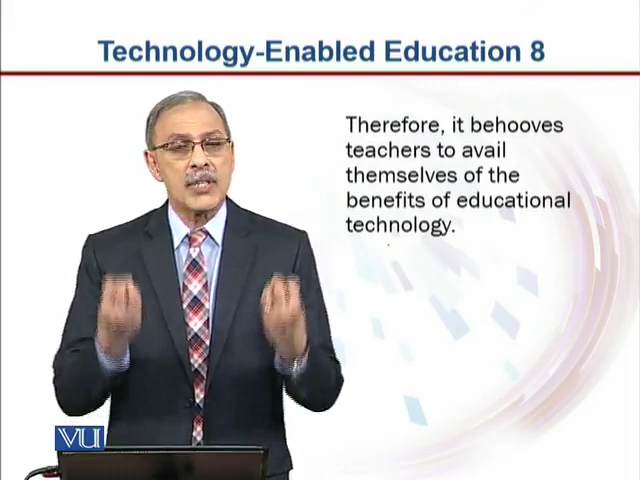 Technology-Enabled Education 8
Therefore, it behooves
teachers to avail
themselves of the
benefits of educational
technology.
VU